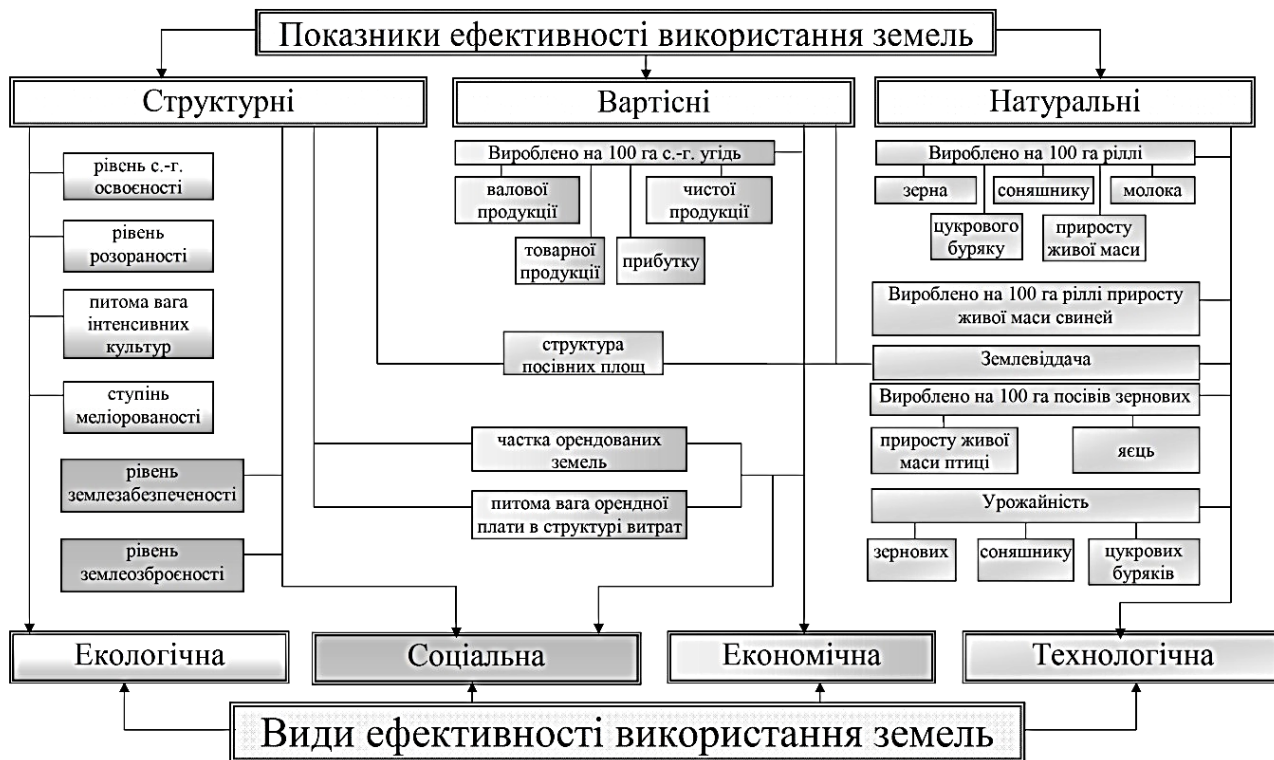 Показники ефективності використання земель
Структурні
Вартісні
Натуральні
рівень с.-г.
освоєності
рівень
розораності
питома вага
інтенсивних
культур
ступінь
меліорованості
рівень
землезабезпеченості
рівень
землеозброєності
Вироблено на 100 га с.-г. угідь
валової
продукції
чистої
продукції
товарної
продукції
прибутку
структура
посівних площ
частка орендованих
земель
питома вага орендної
плати в структурі витрат
Вироблено на 100 га ріллі
зерна
соняшнику
молока
цукрового
буряку
приросту
живої маси
Вироблено на 100 га ріллі приросту
живої маси свиней
Землевіддача
Вироблено на 100 га посівів зернових
приросту живої
маси птиці
яєць
Урожайність
зернових
соняшнику
цукрових
буряків
Екологічна
Соціальна
Економічна
Технологічна
Види ефективності використання земель